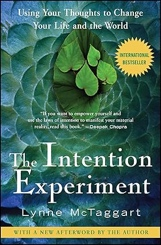 Using Your Thoughts to Change
Your Life and the World
INTERNATIONAL
BESTSELLER
"If you want to empower yourself and
use the laws of intention to manifest your material
reality, read this book." —Deepak Chopra
The
Intention
Experiment
Lynne McTaggart
WITH A NEW AFTERWORD BY THE AUTHOR